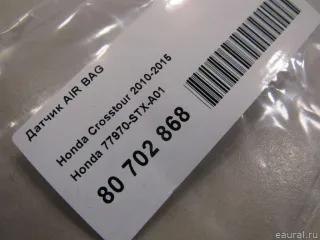 Датчик AIR BAG
Honda Crosstour 2010-2015
Honda 77970-STX-A01
80 702 868
eaural.ru